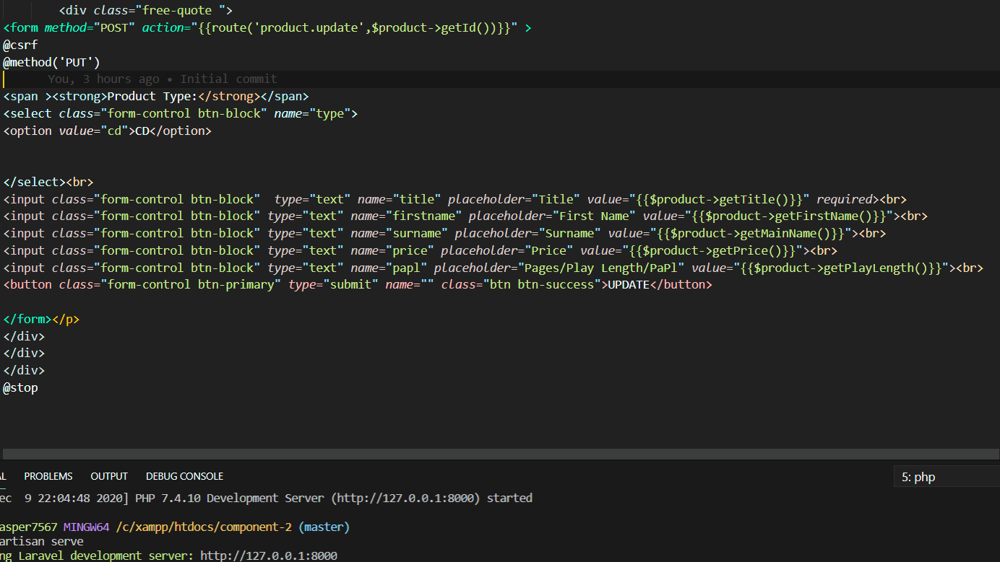 <div class="free-quote ">
<form method="POST" action="{{route('product.update',$product->getId())}}" >
@csrf
@method('PUT')
You, 3 hours ago • Initial commit
<span ><strong>Product Type:</strong></span>
<select class="form-control btn-block" name="type">
<option value="cd">CD</option>
</select><br>
<input class="form-control btn-block"  type="text" name="title" placeholder="Title" value="{{$product->getTitle()}}" required><br>
<input class="form-control btn-block" type="text" name="firstname" placeholder="First Name" value="{{$product->getFirstName()}}"><br>
<input class="form-control btn-block" type="text" name="surname" placeholder="Surname" value="{{$product->getMainName()}}"><br>
<input class="form-control btn-block" type="text" name="price" placeholder="Price" value="{{$product->getPrice()}}"><br>
<input class="form-control btn-block" type="text" name="papl" placeholder="Pages/Play Length/PaPl" value="{{$product->getPlayLength()}}"><br>
<button class="form-control btn-primary" type="submit" name="" class="btn btn-success">UPDATE</button>
</form></p>
</div>
</div>
</div>
@stop
AL PROBLEMS OUTPUT DEBUG CONSOLE 5: php
ec  9 22:04:48 2020] PHP 7.4.10 Development Server (http://127.0.0.1:8000) started
asper7567 MINGW64 /c/xampp/htdocs/component-2 (master)
artisan serve
ng Laravel development server: http://127.0.0.1:8000